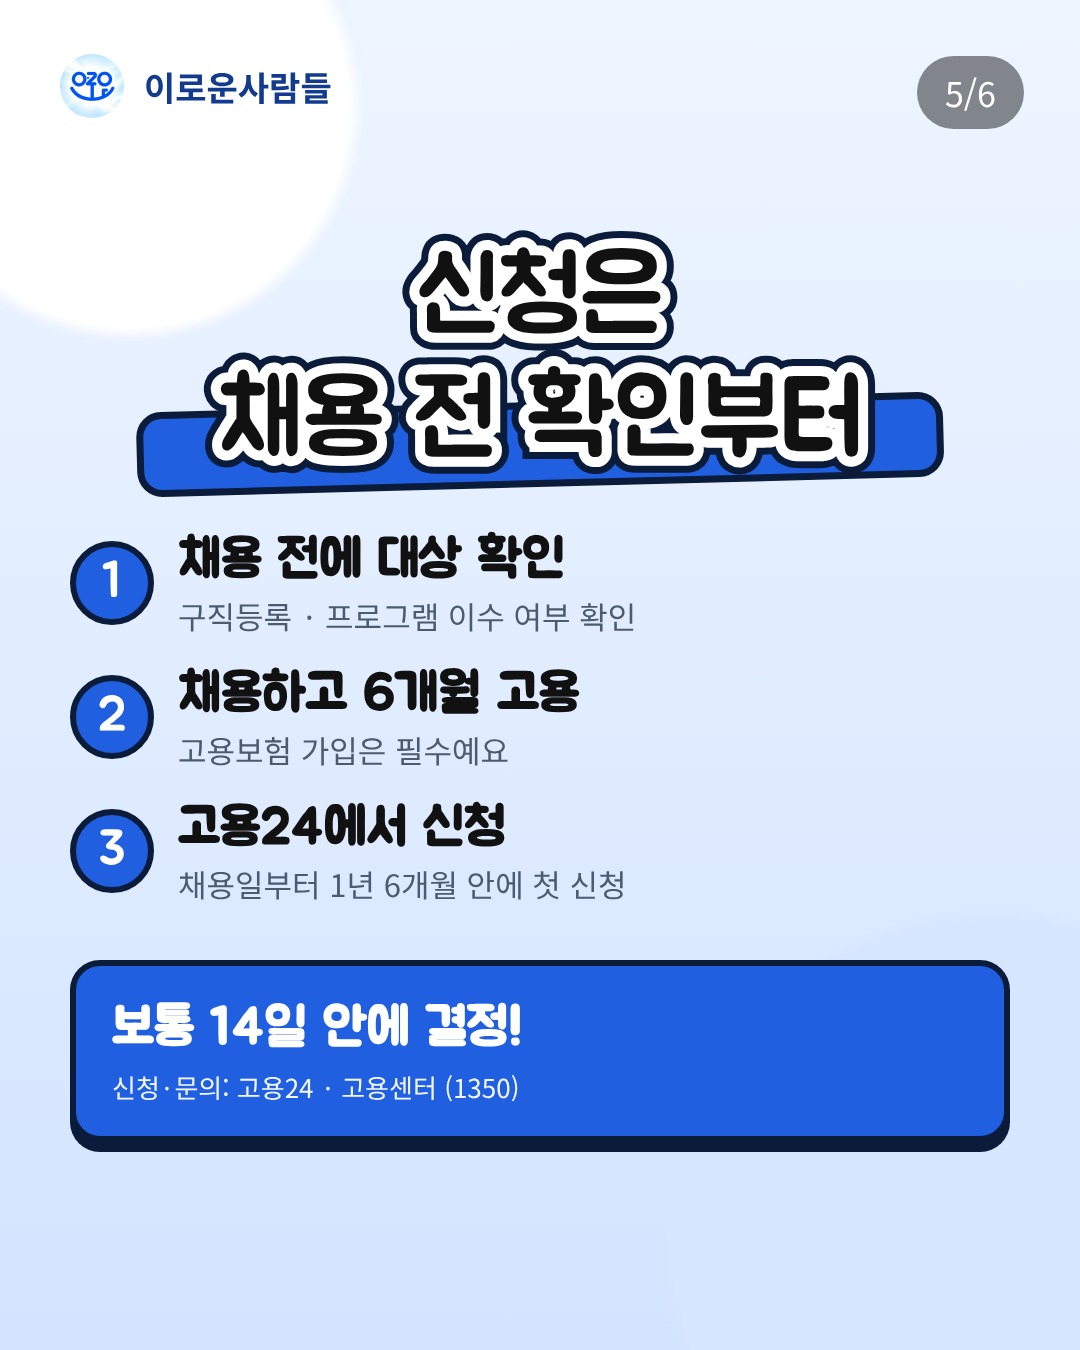 이로운사람들
5/6
신청은
채용 전 확인부터
1
채용 전에 대상 확인
구직등록 · 프로그램 이수 여부 확인
2
채용하고 6개월 고용
고용보험 가입은 필수예요
3
고용24에서 신청
채용일부터 1년 6개월 안에 첫 신청
보통 14일 안에 결정!
신청·문의: 고용24 · 고용센터 (1350)